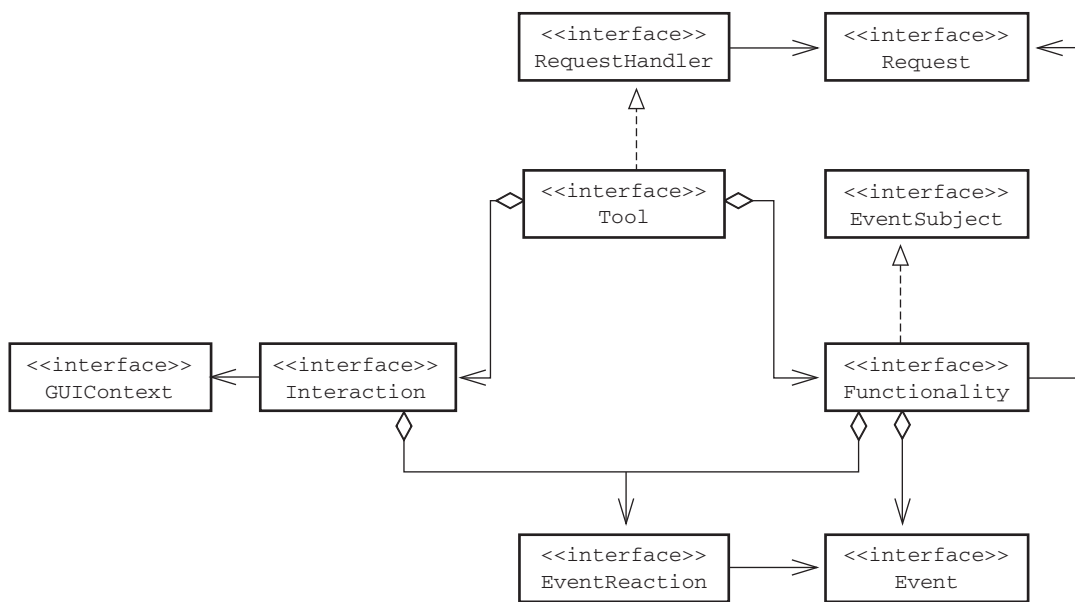 <<interface>>
RequestHandler
<<interface>>
Request
<<interface>>
Tool
<<interface>>
EventSubject
<<interface>>
GUIContext
<<interface>>
Interaction
<<interface>>
Functionality
<<interface>>
EventReaction
<<interface>>
Event